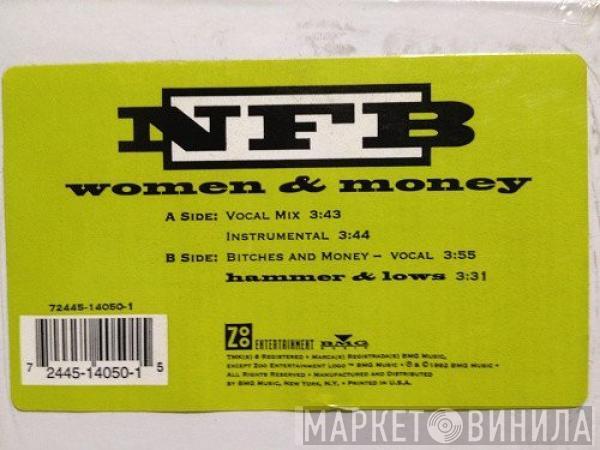 NFB
women & money
A SIDE: VOCAL MIX 3:43
INSTRUMENTAL 3:44
B SIDE: BITCHES AND MONEY – VOCAL 3:55
hammer & lows 3:31
72445-14050-1
7 2445-14050-1 5
ZOO ENTERTAINMENT BMG
TMK(S) ® REGISTERED • MARCA(S) REGISTRADA(S) BMG MUSIC,
EXCEPT ZOO ENTERTAINMENT LOGO ™ BMG MUSIC • ℗ & © 1992 BMG MUSIC •
ALL RIGHTS RESERVED • MANUFACTURED AND DISTRIBUTED
BY BMG MUSIC, NEW YORK, N.Y. • PRINTED IN U.S.A.
МАРКЕТ ВИНИЛА